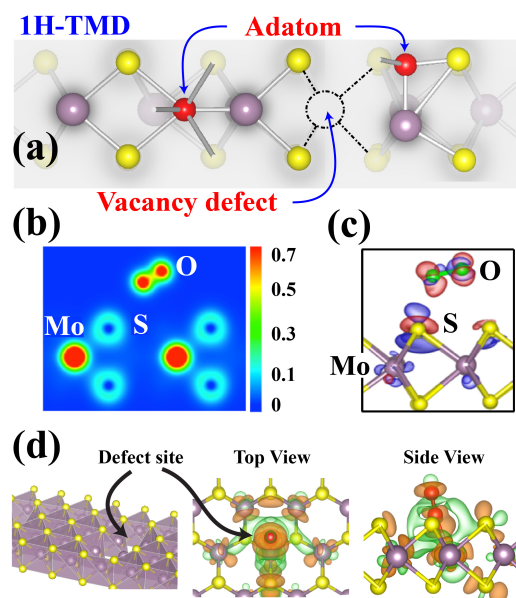 1H-TMD
Adatom
(a)
Vacancy defect
(b)
(c)
O
Mo
S
0.7
0.5
0.3
0.1
0
O
S
Mo
(d)
Defect site
Top View
Side View